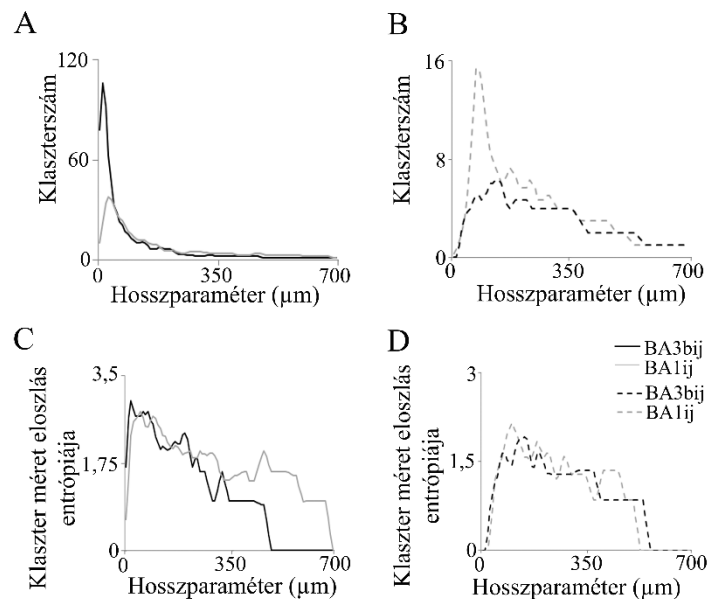 A
Klaszterszám
120
60
0
0
350
700
Hosszparaméter (µm)
B
Klaszterszám
16
8
0
0
350
700
Hosszparaméter (µm)
C
Klaszter méret eloszlás
entrópiája
3,5
1,75
0
0
350
700
Hosszparaméter (µm)
D
Klaszter méret eloszlás
entrópiája
3
1,5
0
0
350
700
Hosszparaméter (µm)
BA3bij
BA1ij
BA3bij
BA1ij